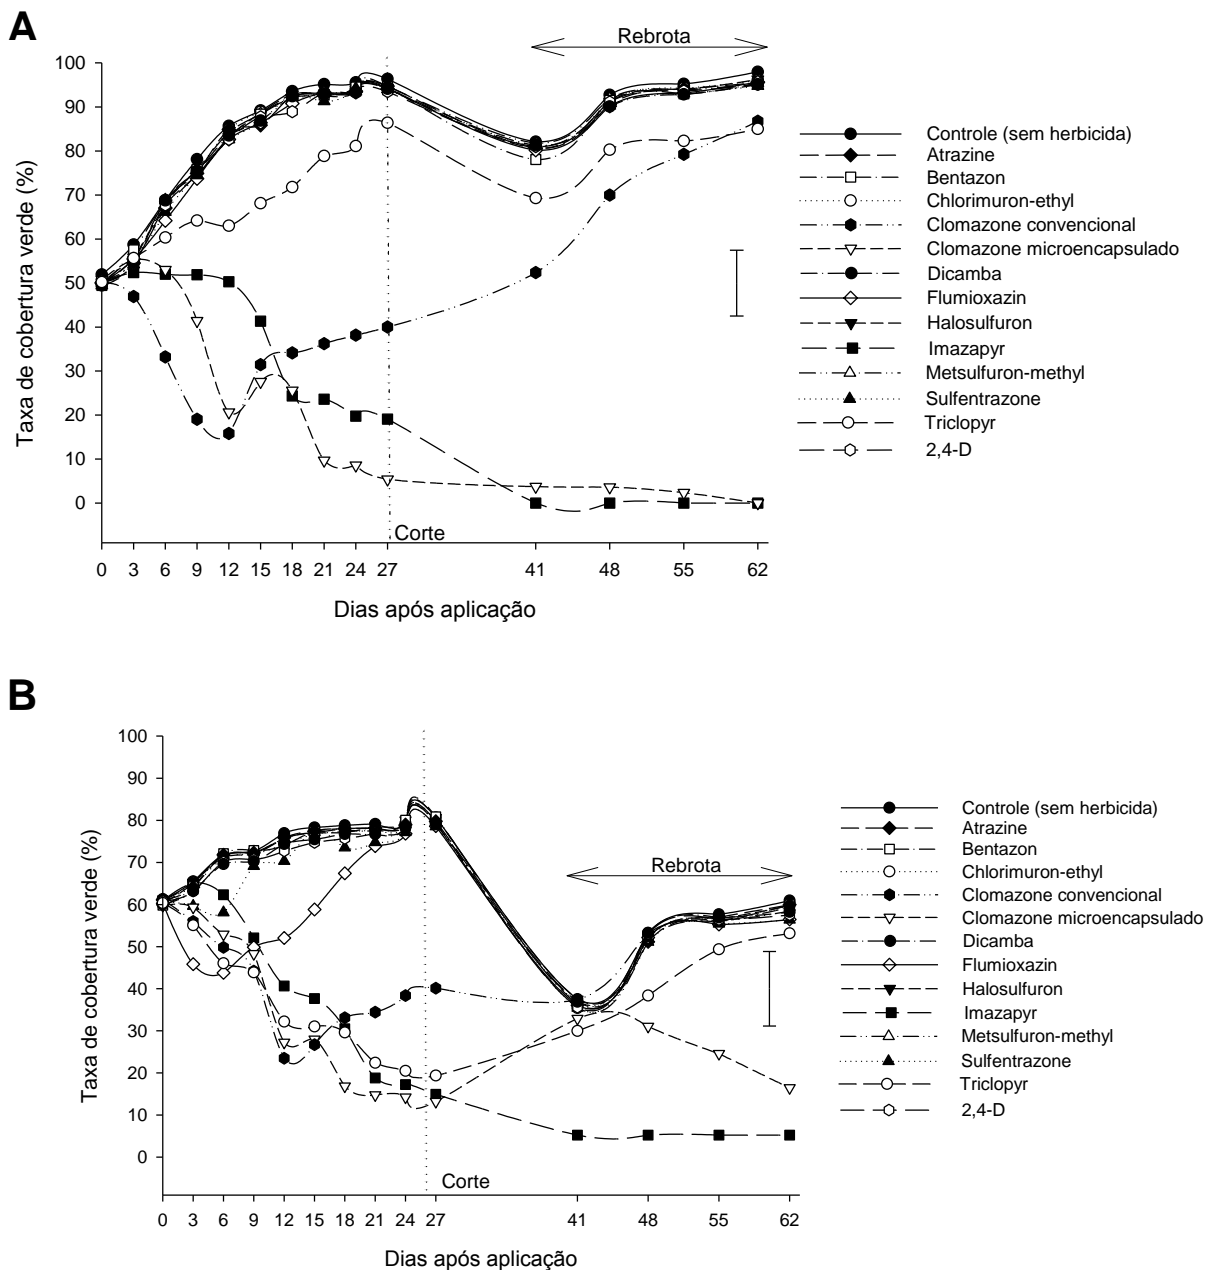 A
Rebrota
100
90
80
70
60
50
40
30
20
10
0
Taxa de cobertura verde (%)
Corte
0 3 6 9 12 15 18 21 24 27 41 48 55 62
Dias após aplicação
Controle (sem herbicida)
Atrazine
Bentazon
Chlorimuron-ethyl
Clomazone convencional
Clomazone microencapsulado
Dicamba
Flumioxazin
Halosulfuron
Imazapyr
Metsulfuron-methyl
Sulfentrazone
Triclopyr
2,4-D
B
100
90
80
70
60
50
40
30
20
10
0
Taxa de cobertura verde (%)
Rebrota
Corte
0 3 6 9 12 15 18 21 24 27 41 48 55 62
Dias após aplicação
Controle (sem herbicida)
Atrazine
Bentazon
Chlorimuron-ethyl
Clomazone convencional
Clomazone microencapsulado
Dicamba
Flumioxazin
Halosulfuron
Imazapyr
Metsulfuron-methyl
Sulfentrazone
Triclopyr
2,4-D